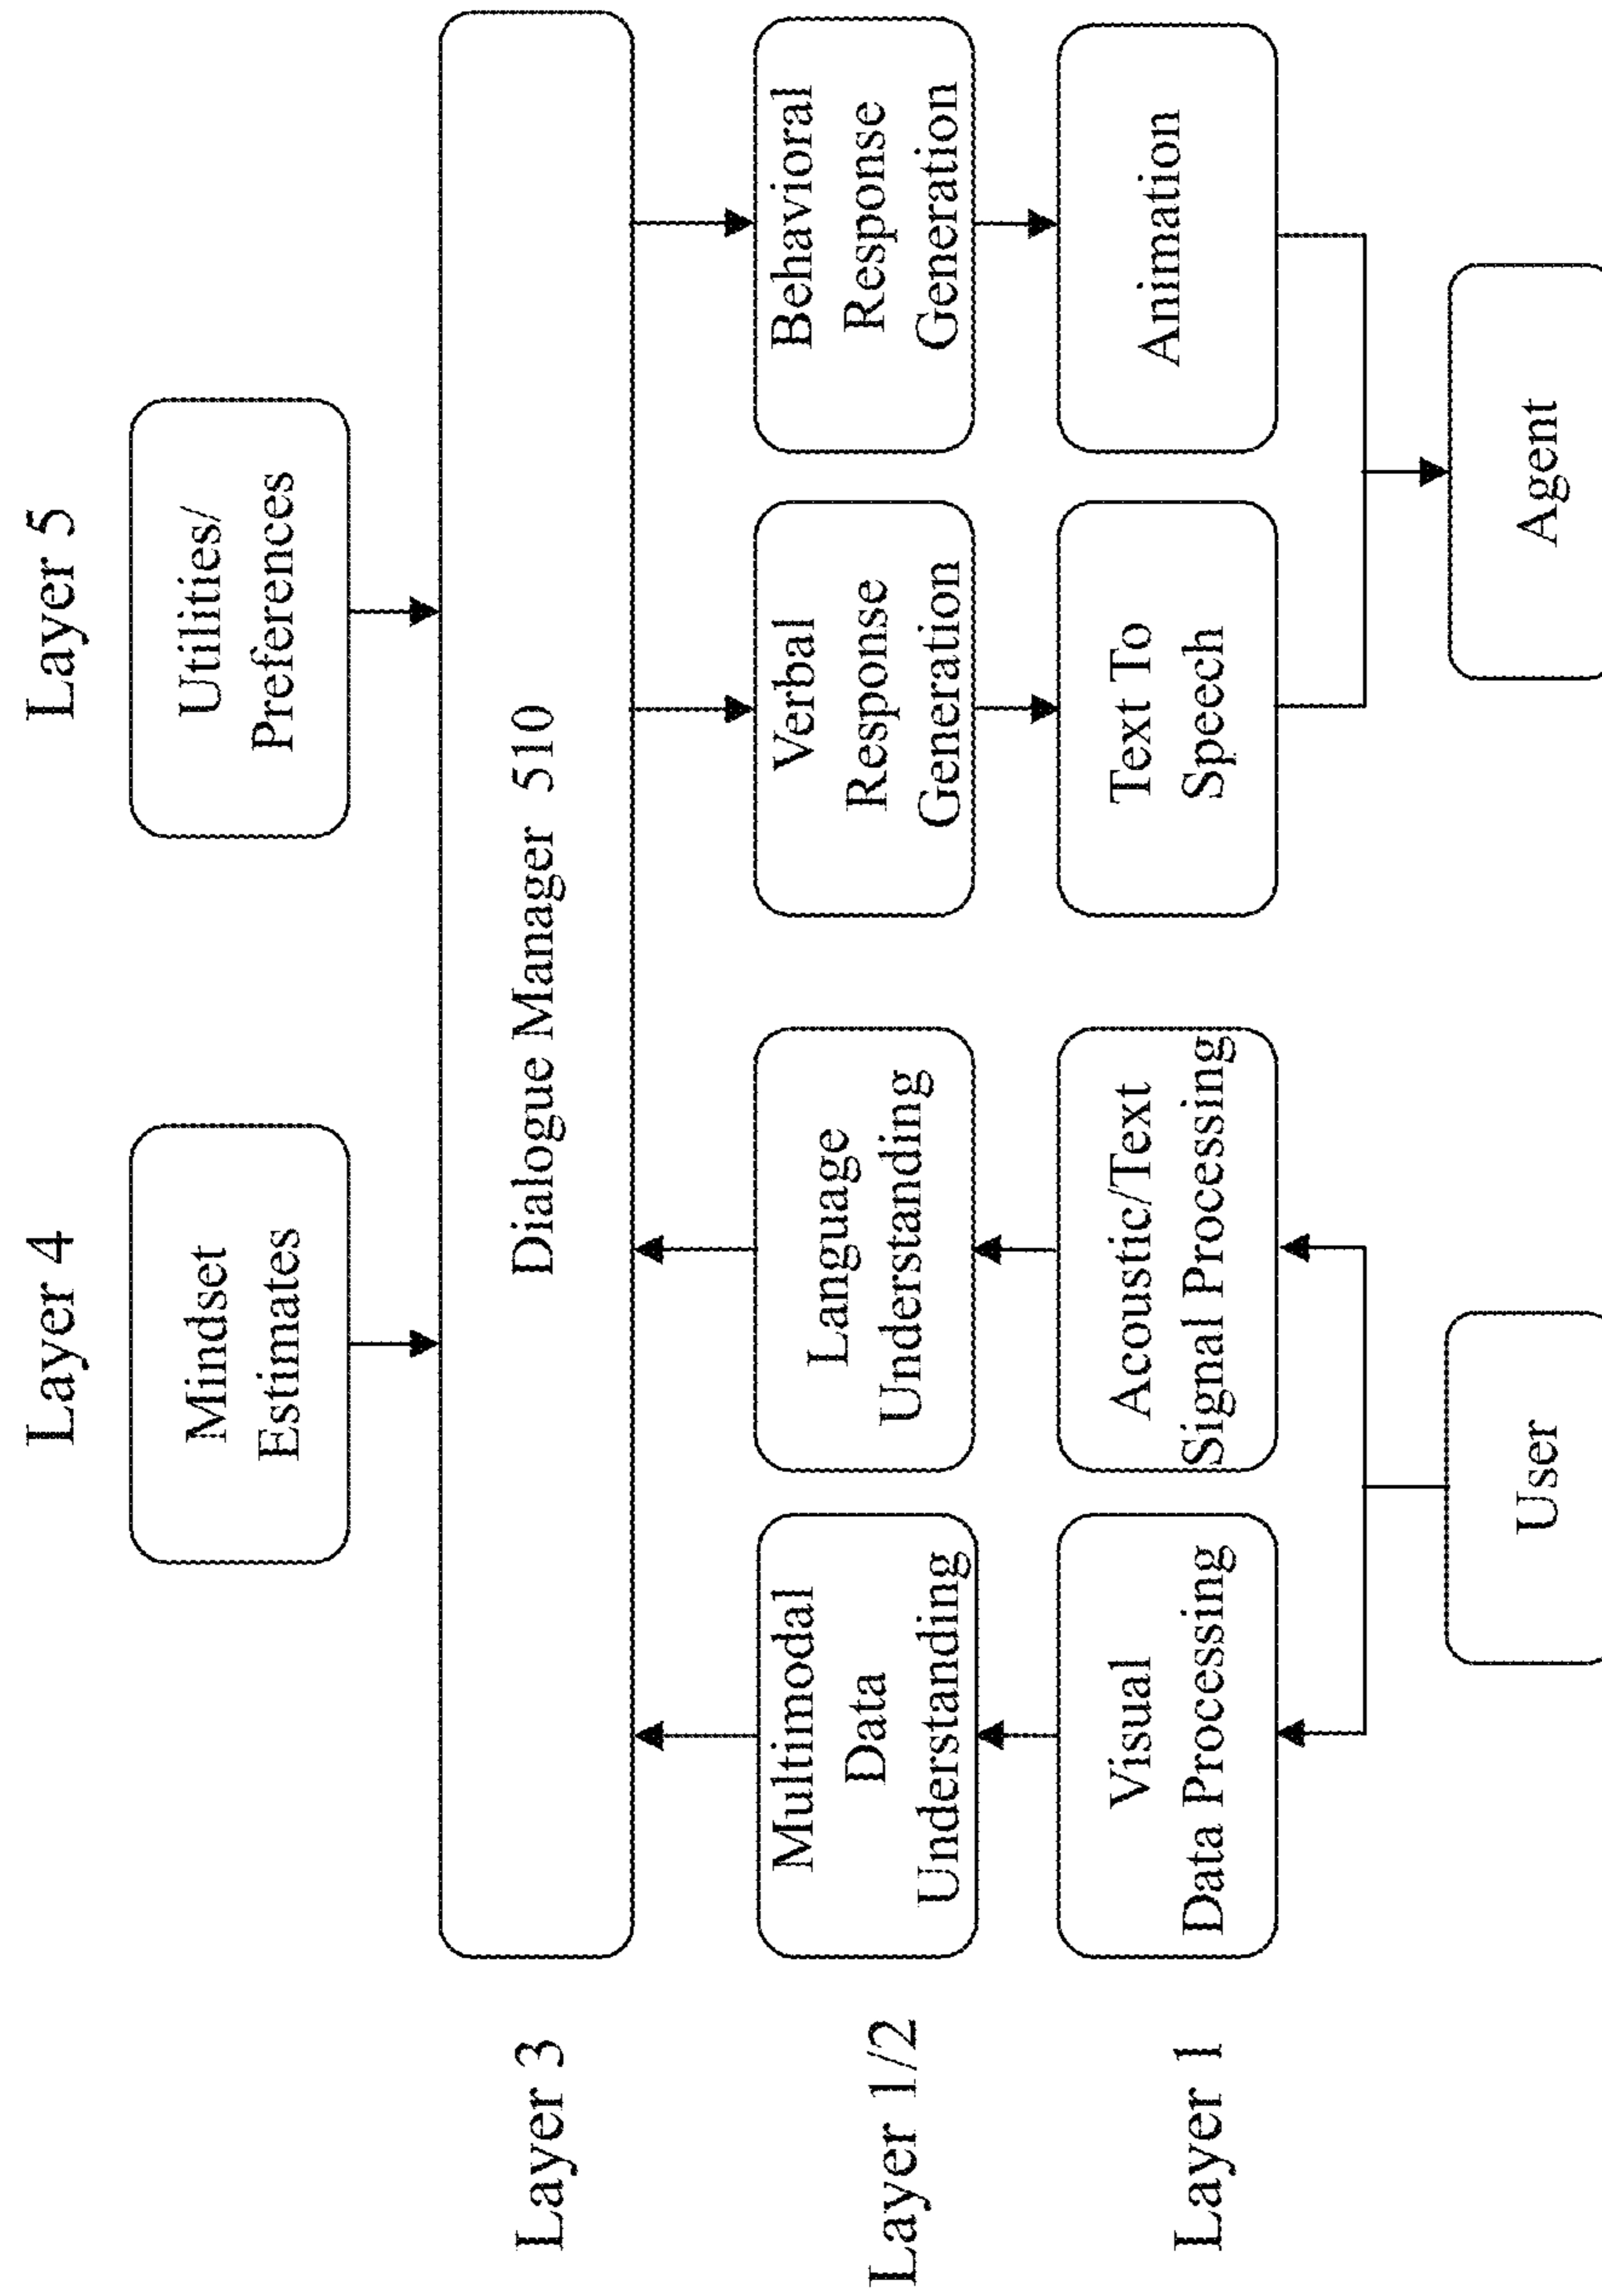 Layer 4
Layer 5
Mindset
Estimates
Utilities/
Preferences
Layer 3
Dialogue Manager 510
Layer 1/2
Multimodal
Data
Understanding
Language
Understanding
Verbal
Response
Generation
Behavioral
Response
Generation
Layer 1
Visual
Data Processing
Acoustic/Text
Signal Processing
Text To
Speech
Animation
User
Agent